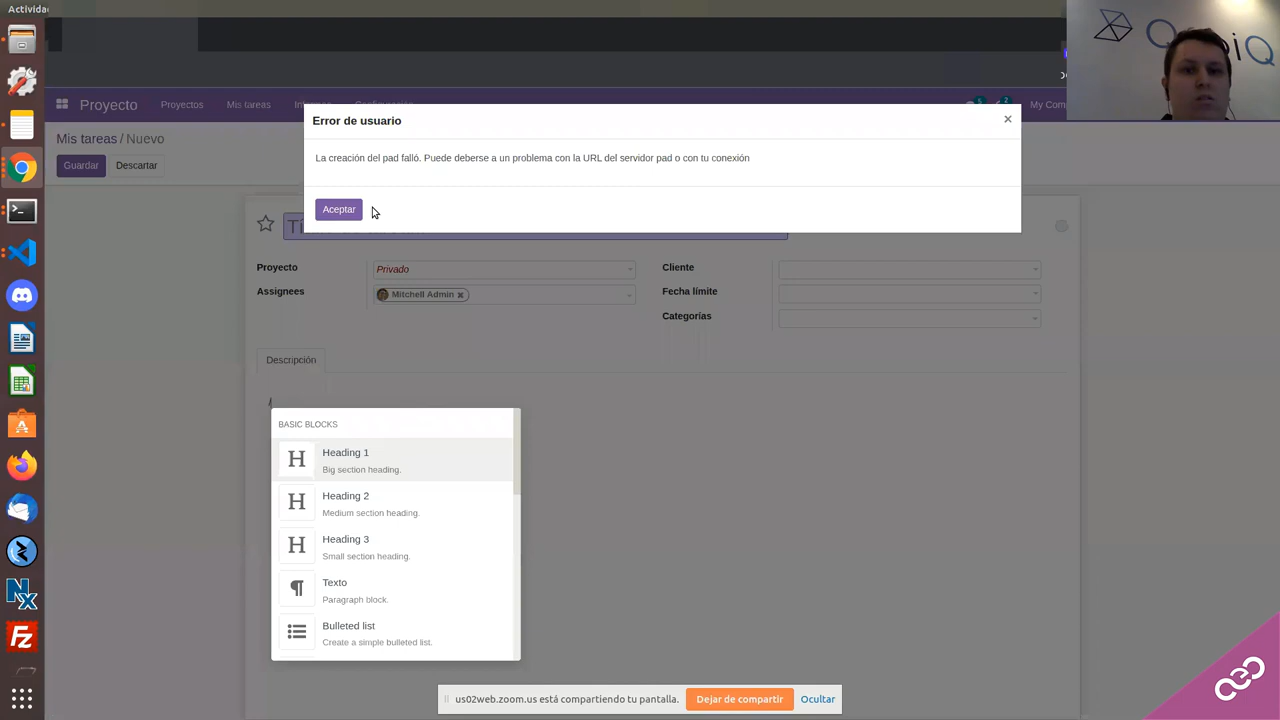 Activida
Proyecto
Proyectos
Mis tareas
My Com
Mis tareas / Nuevo
Guardar
Descartar
Error de usuario
×
La creación del pad falló. Puede deberse a un problema con la URL del servidor pad o con tu conexión
Aceptar
Proyecto
Privado
Cliente
Assignees
Mitchell Admin ×
Fecha límite
Categorías
Descripción
/
BASIC BLOCKS
Heading 1
Big section heading.
Heading 2
Medium section heading.
Heading 3
Small section heading.
Texto
Paragraph block.
Bulleted list
Create a simple bulleted list.
us02web.zoom.us está compartiendo tu pantalla.
Dejar de compartir
Ocultar